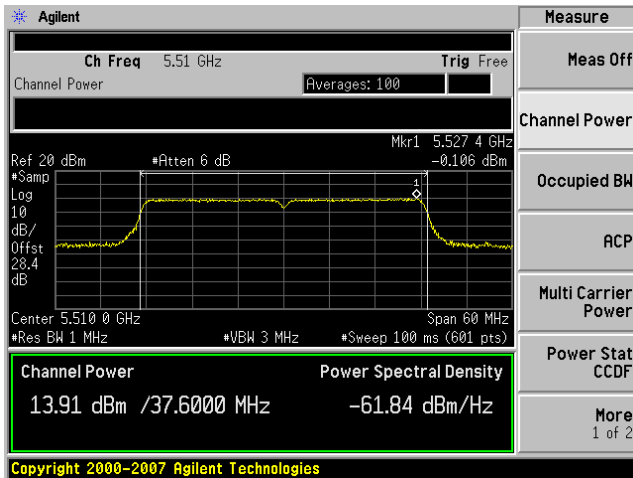 Agilent
Measure
Ch Freq 5.51 GHz Trig Free
Channel Power Averages: 100
Mkr1 5.527 4 GHz
Ref 20 dBm #Atten 6 dB -0.106 dBm
#Samp
Log
10
dB/
Offst
28.4
dB
1
Center 5.510 0 GHz Span 60 MHz
#Res BW 1 MHz #VBW 3 MHz #Sweep 100 ms (601 pts)
Channel Power Power Spectral Density
13.91 dBm /37.6000 MHz -61.84 dBm/Hz
Meas Off
Channel Power
Occupied BW
ACP
Multi Carrier
Power
Power Stat
CCDF
More
1 of 2
Copyright 2000-2007 Agilent Technologies